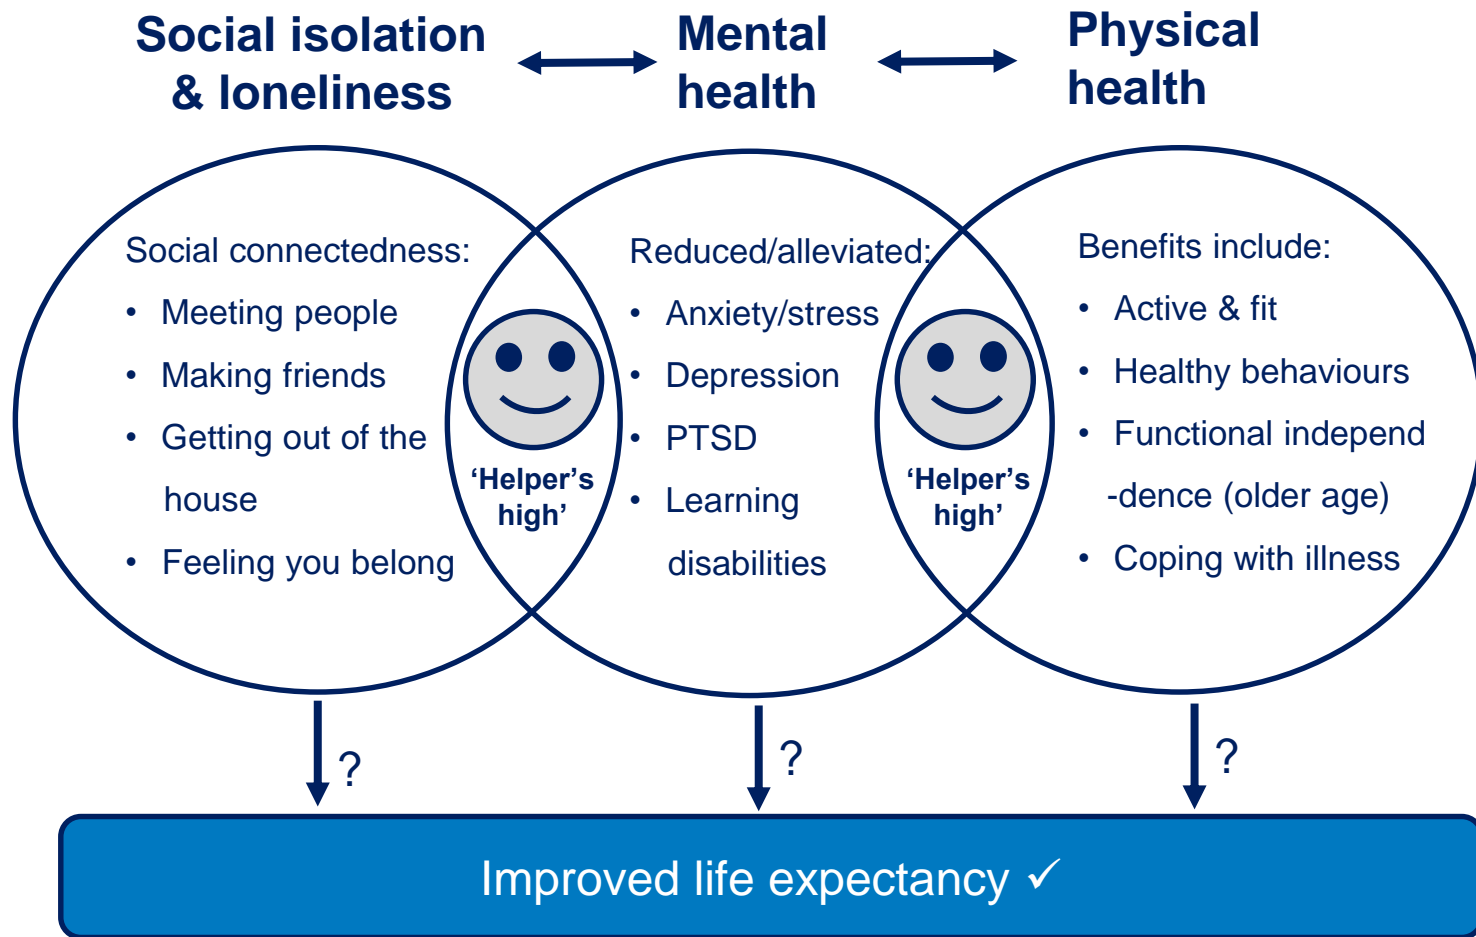 Social isolation
& loneliness
Mental
health
Physical
health
Social connectedness:
• Meeting people
• Making friends
• Getting out of the
house
• Feeling you belong
‘Helper’s
high’
Reduced/alleviated:
• Anxiety/stress
• Depression
• PTSD
• Learning
disabilities
‘Helper’s
high’
Benefits include:
• Active & fit
• Healthy behaviours
• Functional independ
-dence (older age)
• Coping with illness
?
?
?
Improved life expectancy ✓